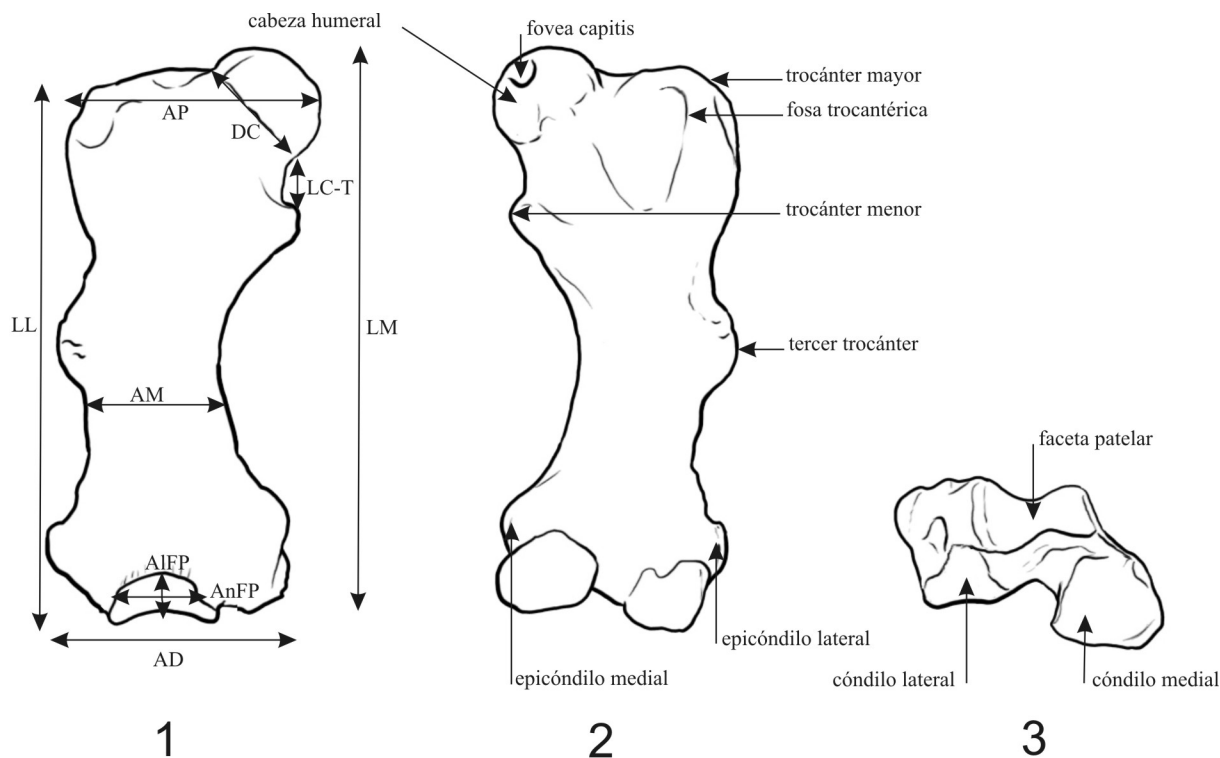 cabeza humeral
fovea capitis
trocánter mayor
fosa trocantérica
AP
DC
LC-T
trocánter menor
LL
LM
tercer trocánter
AM
faceta patelar
AlFP
AnFP
AD
epicóndilo lateral
epicóndilo medial
cóndilo lateral
cóndilo medial
1
2
3